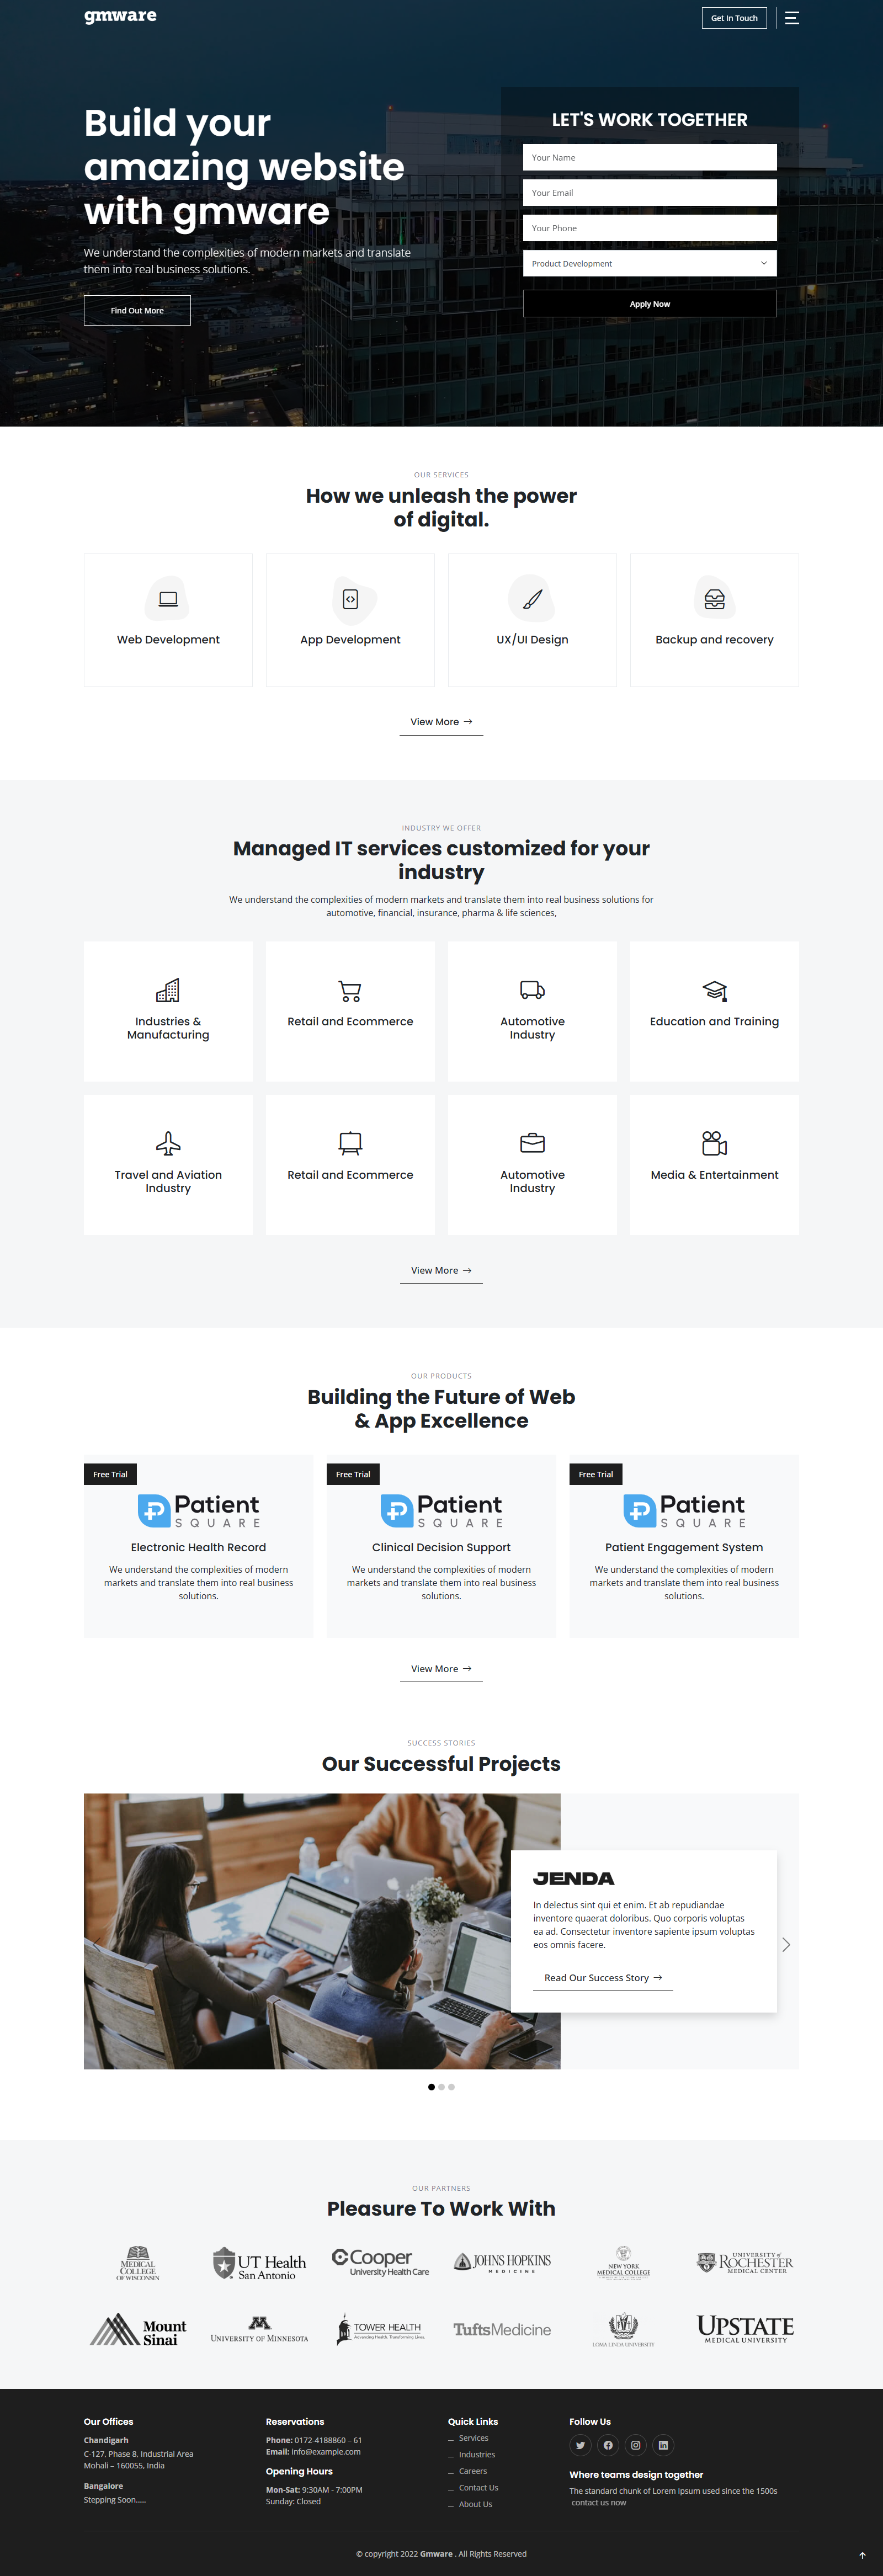 gmware
Get In Touch
Build your
amazing website
with gmware
We understand the complexities of modern markets and translate
them into real business solutions.
Find Out More
LET'S WORK TOGETHER
Your Name
Your Email
Your Phone
Product Development
Apply Now
OUR SERVICES
How we unleash the power
of digital.
Web Development
App Development
UX/UI Design
Backup and recovery
View More
INDUSTRY WE OFFER
Managed IT services customized for your
industry
We understand the complexities of modern markets and translate them into real business solutions for
automotive, financial, insurance, pharma & life sciences,
Industries &
Manufacturing
Retail and Ecommerce
Automotive
Industry
Education and Training
Travel and Aviation
Industry
Retail and Ecommerce
Automotive
Industry
Media & Entertainment
View More
OUR PRODUCTS
Building the Future of Web
& App Excellence
Free Trial
Patient
SQUARE
Electronic Health Record
We understand the complexities of modern
markets and translate them into real business
solutions.
Free Trial
Patient
SQUARE
Clinical Decision Support
We understand the complexities of modern
markets and translate them into real business
solutions.
Free Trial
Patient
SQUARE
Patient Engagement System
We understand the complexities of modern
markets and translate them into real business
solutions.
View More
SUCCESS STORIES
Our Successful Projects
JENDA
In delectus sint qui et enim. Et ab repudiandae
inventore quaerat doloribus. Quo corporis voluptas
ea ad. Consectetur inventore sapiente ipsum voluptas
eos omnis facere.
Read Our Success Story
OUR PARTNERS
Pleasure To Work With
MEDICAL
COLLEGE
OF WISCONSIN
UT Health
San Antonio
Cooper
University Health Care
JOHNS HOPKINS
MEDICINE
NEW YORK
MEDICAL COLLEGE
UNIVERSITY of
ROCHESTER
MEDICAL CENTER
Mount
Sinai
M
UNIVERSITY OF MINNESOTA
TOWER HEALTH
Advancing Health. Transforming Lives.
TuftsMedicine
LOMA LINDA UNIVERSITY
UPSTATE
MEDICAL UNIVERSITY
Our Offices
Chandigarh
C-127, Phase 8, Industrial Area
Mohali – 160055, India
Bangalore
Stepping Soon.....
Reservations
Phone: 0172-4188860 – 61
Email: info@example.com
Opening Hours
Mon-Sat: 9:30AM - 7:00PM
Sunday: Closed
Quick Links
Services
Industries
Careers
Contact Us
About Us
Follow Us
Where teams design together
The standard chunk of Lorem Ipsum used since the 1500s
contact us now
© copyright 2022 Gmware . All Rights Reserved